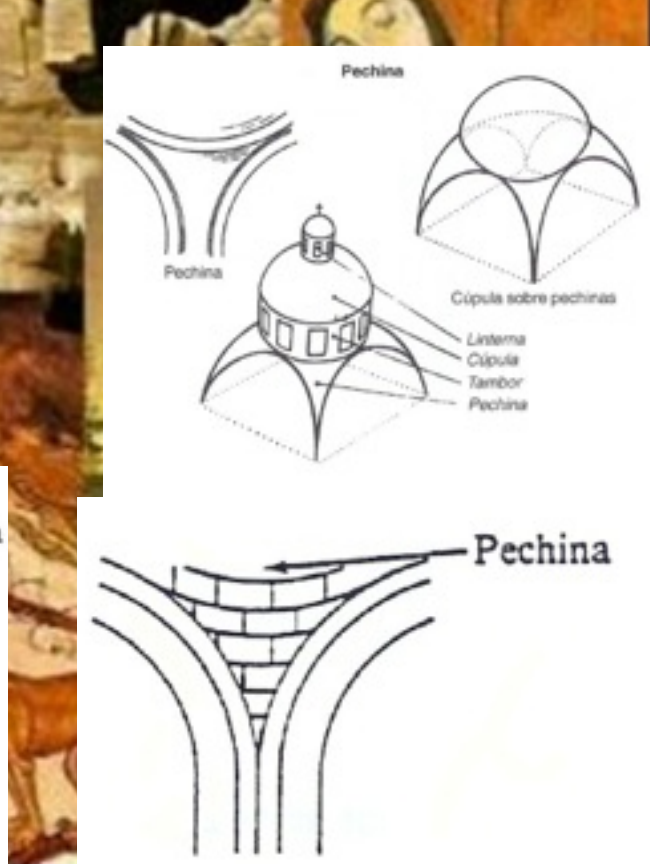 Pechina
Pechina
Cúpula sobre pechinas
Linterna
Cúpula
Tambor
Pechina
Pechina